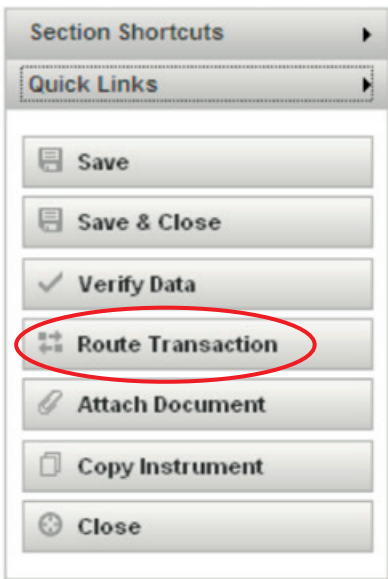 Section Shortcuts
Quick Links
Save
Save & Close
Verify Data
Route Transaction
Attach Document
Copy Instrument
Close